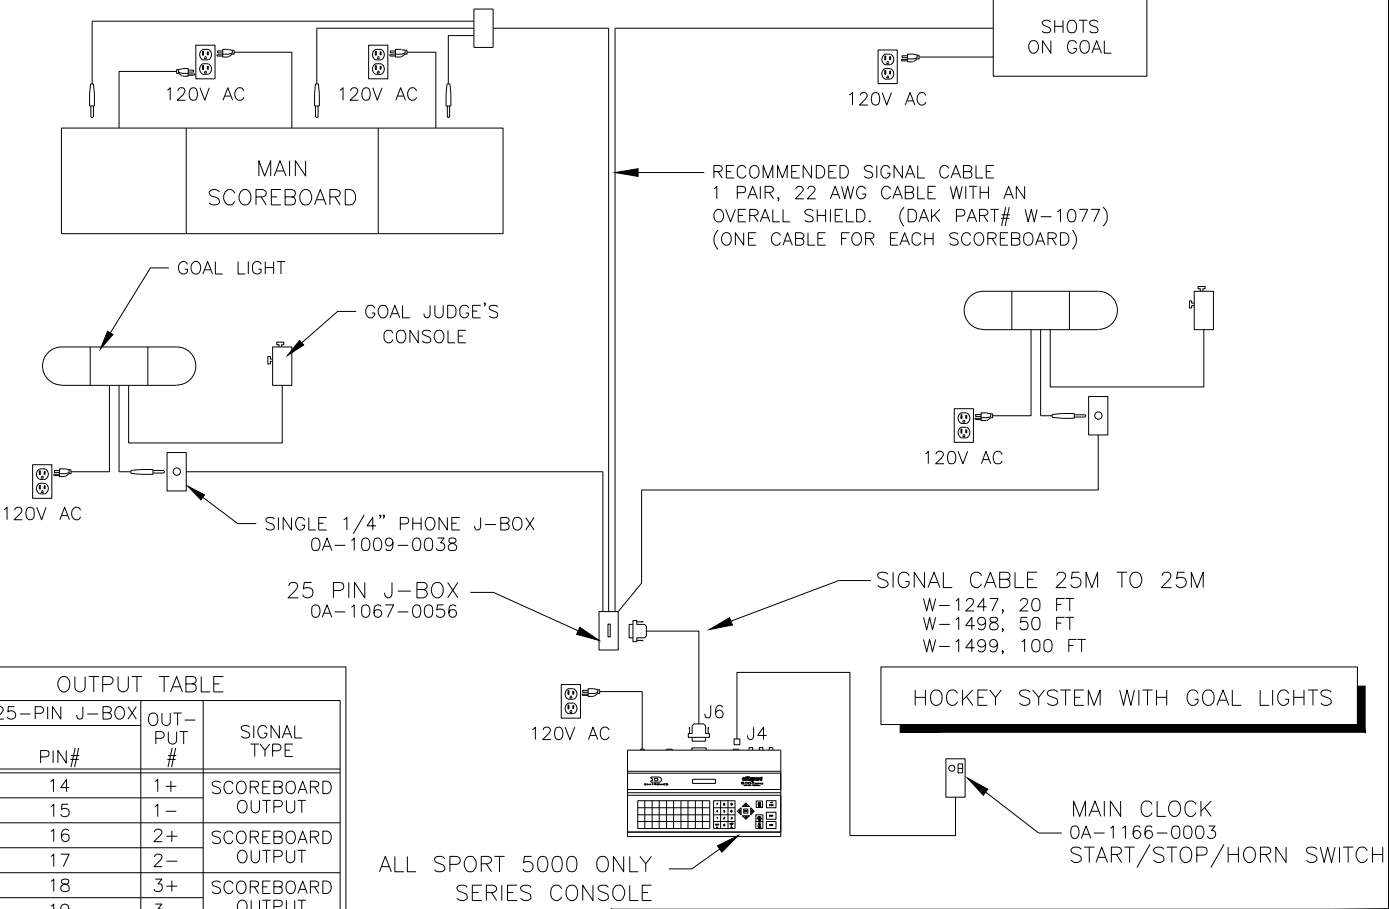 SHOTS
ON GOAL
120V AC
120V AC
120V AC
MAIN
SCOREBOARD
RECOMMENDED SIGNAL CABLE
1 PAIR, 22 AWG CABLE WITH AN
OVERALL SHIELD. (DAK PART# W-1077)
(ONE CABLE FOR EACH SCOREBOARD)
GOAL LIGHT
GOAL JUDGE'S
CONSOLE
120V AC
120V AC
SINGLE 1/4" PHONE J-BOX
0A-1009-0038
25 PIN J-BOX
0A-1067-0056
SIGNAL CABLE 25M TO 25M
W-1247, 20 FT
W-1498, 50 FT
W-1499, 100 FT
HOCKEY SYSTEM WITH GOAL LIGHTS
120V AC
J6
J4
MAIN CLOCK
0A-1166-0003
START/STOP/HORN SWITCH
ALL SPORT 5000 ONLY
SERIES CONSOLE
OUTPUT TABLE
25-PIN J-BOX
OUT-
PUT
#
SIGNAL
TYPE
PIN#
14 1+ SCOREBOARD
15 1- OUTPUT
16 2+ SCOREBOARD
17 2- OUTPUT
18 3+ SCOREBOARD
19 3- OUTPUT